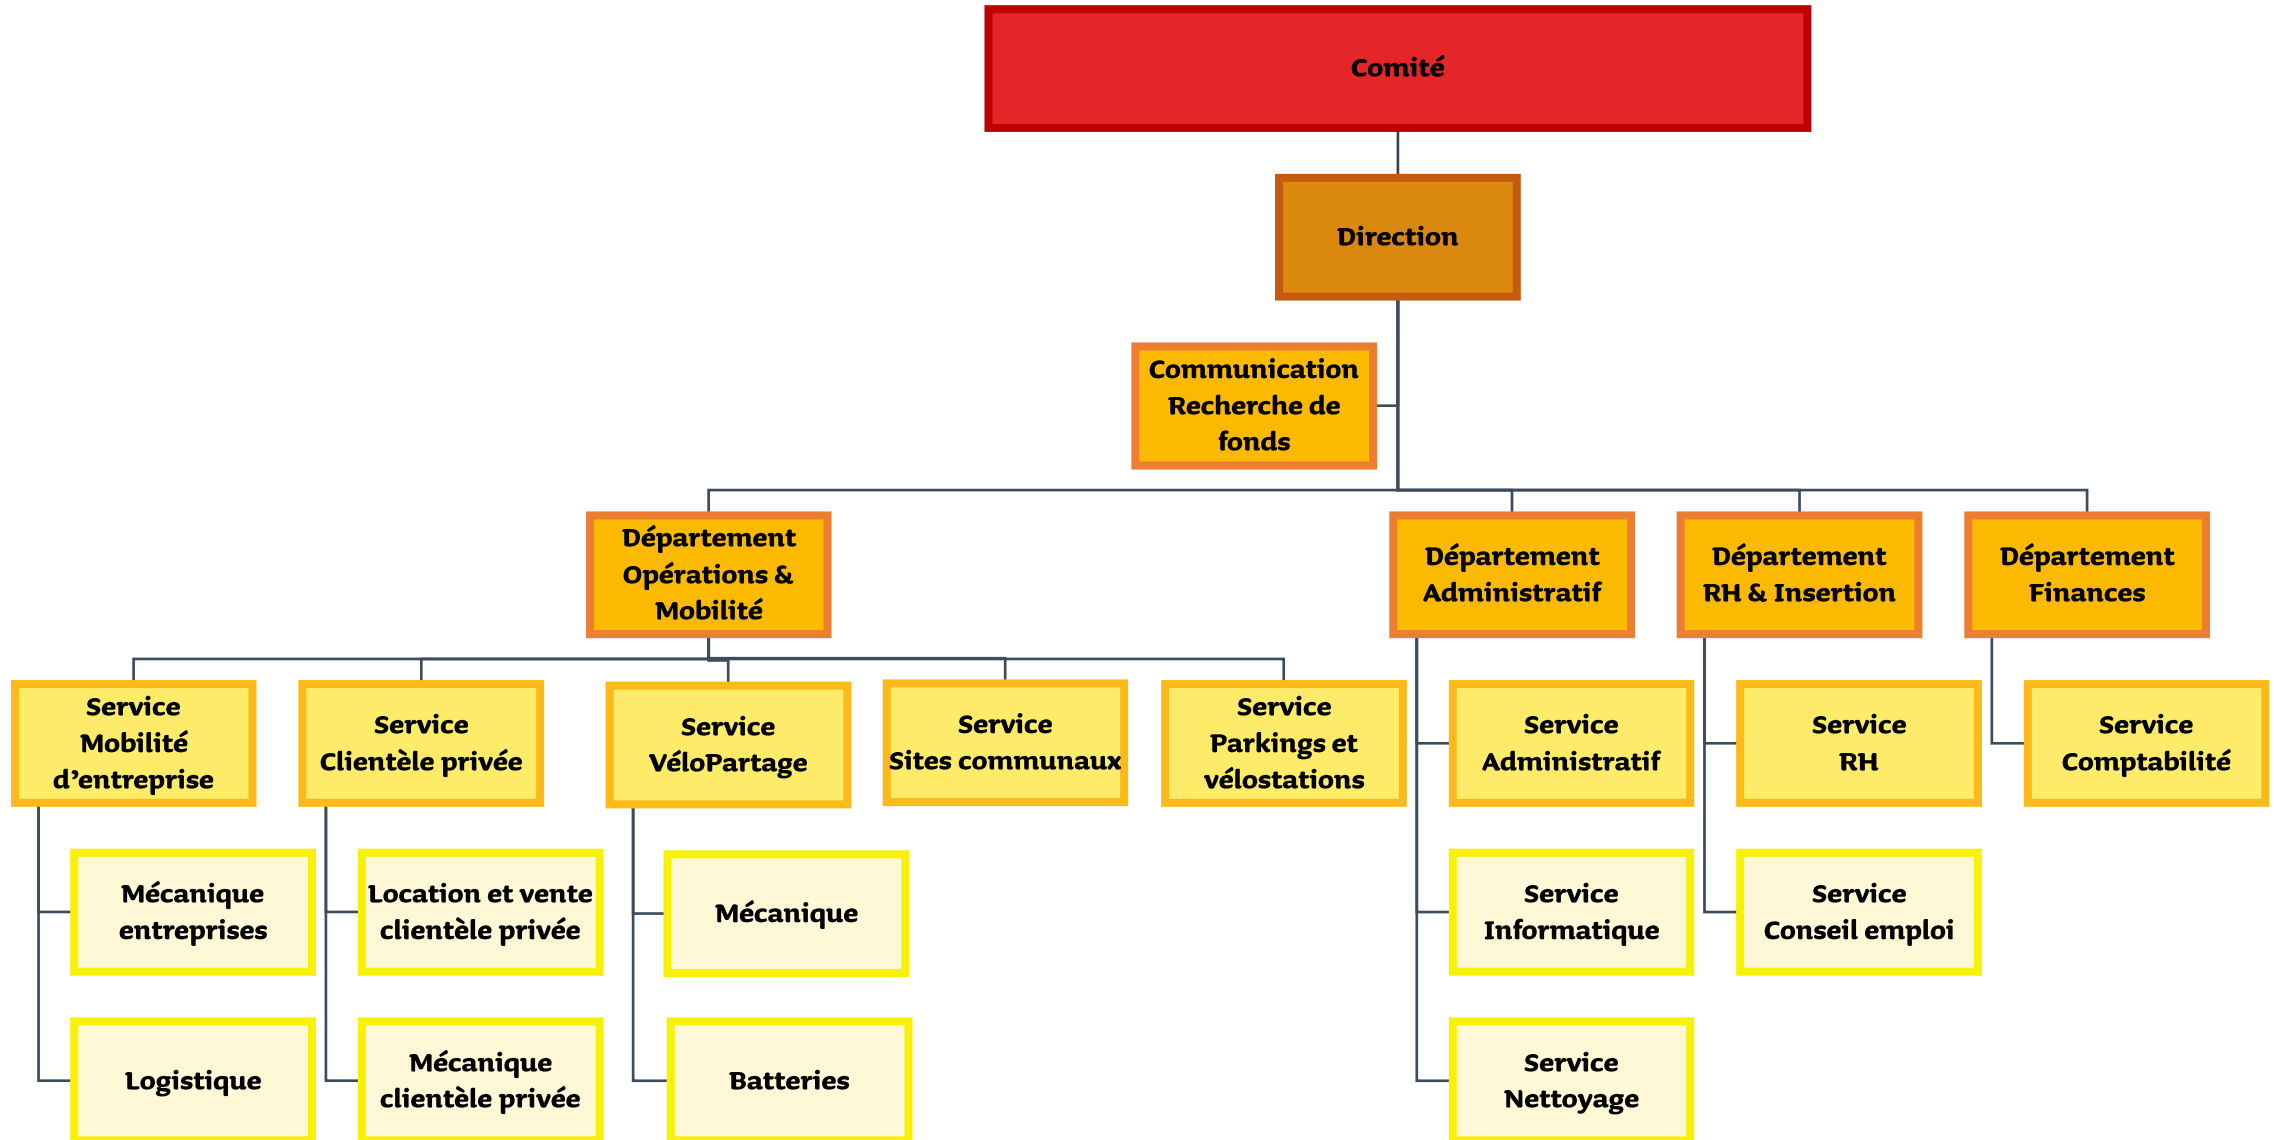 Comité
Direction
Communication
Recherche de
fonds
Département
Opérations &
Mobilité
Département
Administratif
Département
RH & Insertion
Département
Finances
Service
Mobilité
d’entreprise
Service
Clientèle privée
Service
VéloPartage
Service
Sites communaux
Service
Parkings et
vélostations
Service
Administratif
Service
RH
Service
Comptabilité
Mécanique
entreprises
Location et vente
clientèle privée
Mécanique
Service
Informatique
Service
Conseil emploi
Logistique
Mécanique
clientèle privée
Batteries
Service
Nettoyage